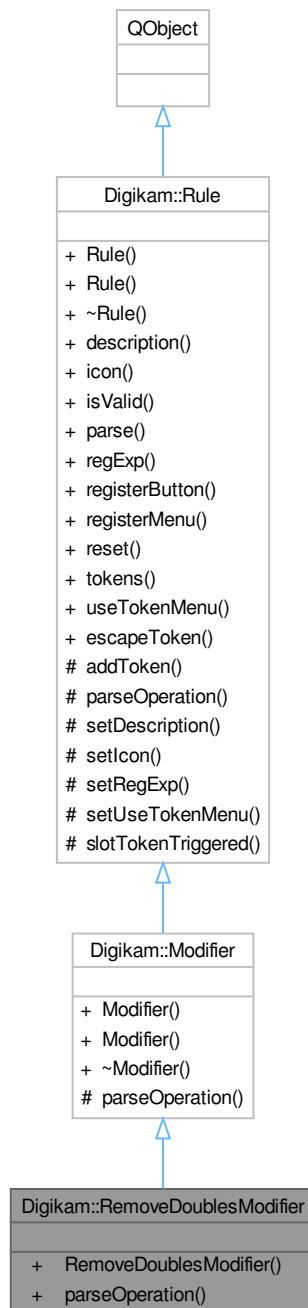 QObject
Digikam::Rule
+ Rule()
+ Rule()
+ ~Rule()
+ description()
+ icon()
+ isValid()
+ parse()
+ regExp()
+ registerButton()
+ registerMenu()
+ reset()
+ tokens()
+ useTokenMenu()
+ escapeToken()
# addToken()
# parseOperation()
# setDescription()
# setIcon()
# setRegExp()
# setUseTokenMenu()
# slotTokenTriggered()
Digikam::Modifier
+ Modifier()
+ Modifier()
+ ~Modifier()
# parseOperation()
Digikam::RemoveDoublesModifier
+ RemoveDoublesModifier()
+ parseOperation()